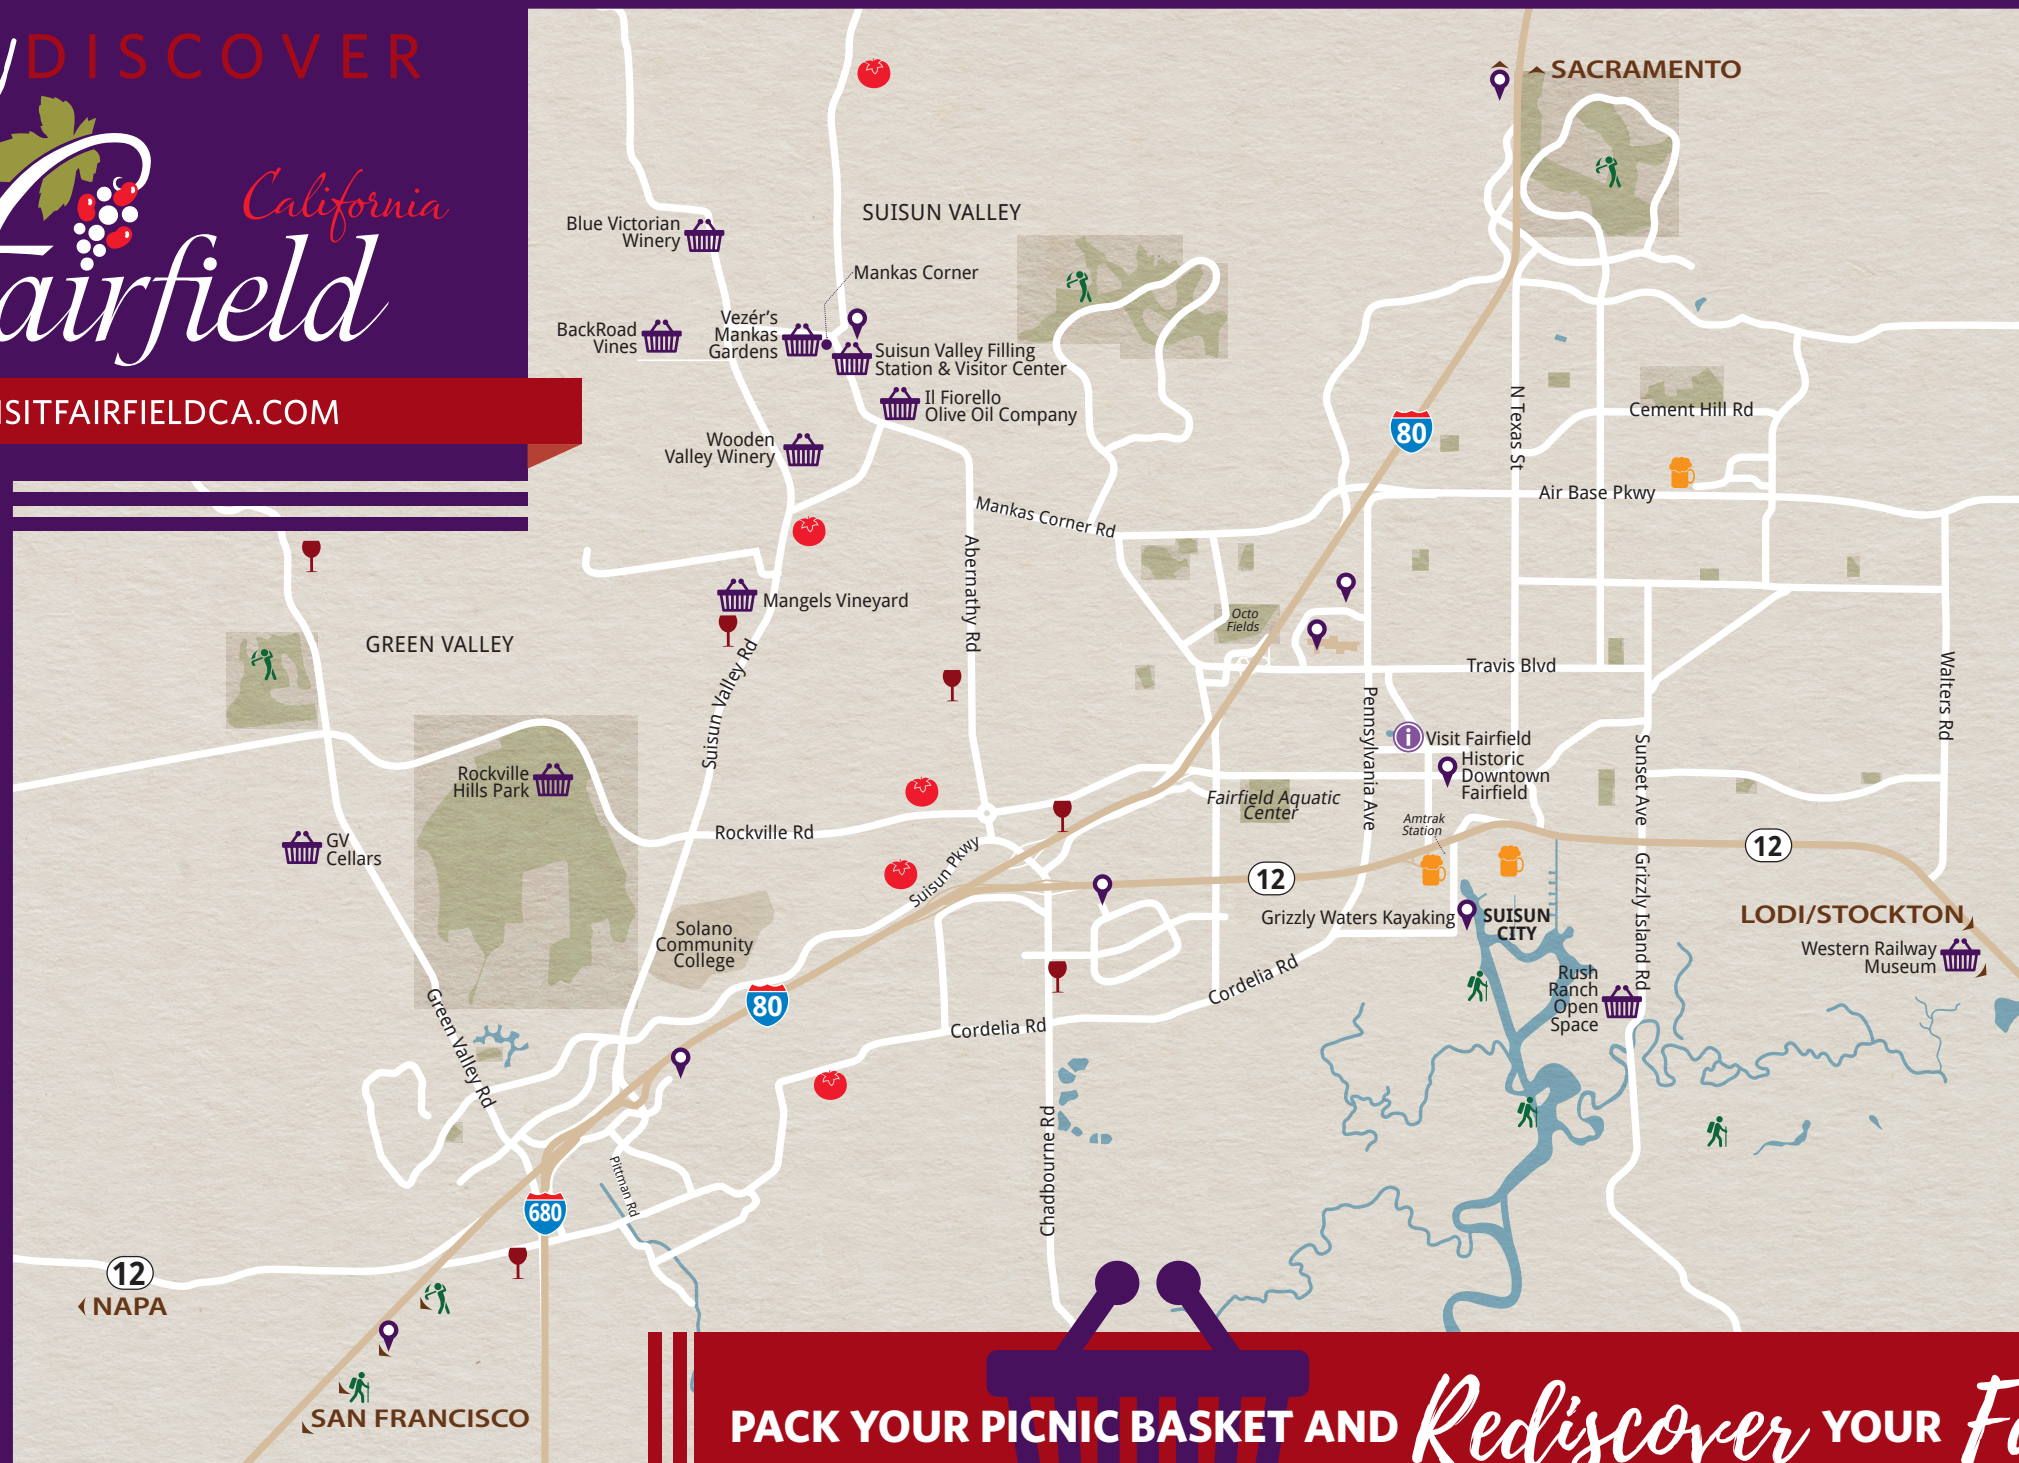 DISCOVER
California
Fairfield
ISITFAIRFIELDCA.COM
SACRAMENTO
SUISUN VALLEY
Blue Victorian
Winery
Mankas Corner
BackRoad
Vines
Vezér's
Mankas
Gardens
Suisun Valley Filling
Station & Visitor Center
Il Fiorello
Olive Oil Company
Wooden
Valley Winery
Mankas Corner Rd
Abernathy Rd
N Texas St
Cement Hill Rd
80
Air Base Pkwy
Mangels Vineyard
GREEN VALLEY
Octo
Fields
Suisun Valley Rd
Travis Blvd
Pennsylvania Ave
Walters Rd
Visit Fairfield
Historic
Downtown
Fairfield
Sunset Ave
Rockville
Hills Park
Fairfield Aquatic
Center
Amtrak
Station
Rockville Rd
GV
Cellars
Suisun Pkwy
12
12
Grizzly Island Rd
Grizzly Waters Kayaking
SUISUN
CITY
LODI/STOCKTON
Western Railway
Museum
Solano
Community
College
Rush
Ranch
Open
Space
Cordelia Rd
Cordelia Rd
80
Green Valley Rd
Chadbourne Rd
Pittman Rd
680
12
NAPA
SAN FRANCISCO
PACK YOUR PICNIC BASKET AND Rediscover YOUR